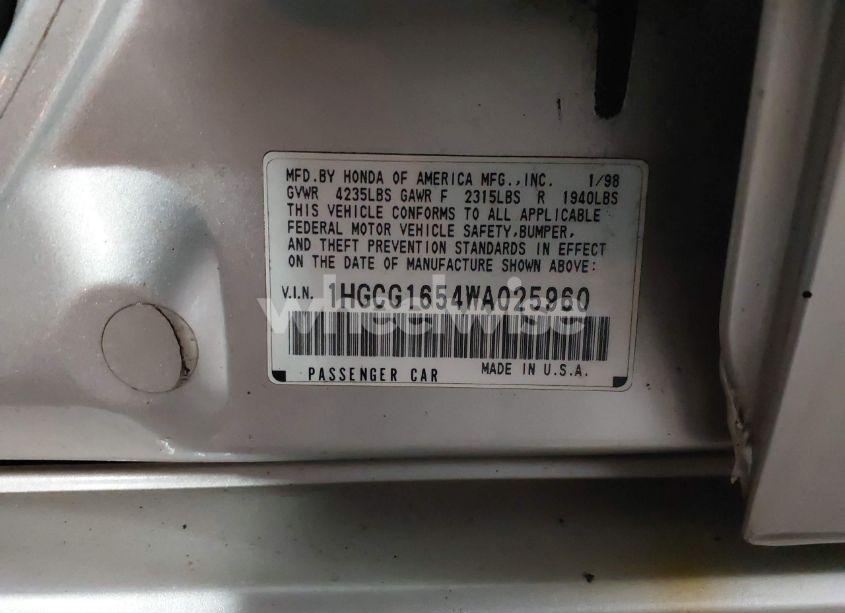 MFD.BY HONDA OF AMERICA MFG.,INC. 1/98
GVWR 4235LBS GAWR F 2315LBS R 1940LBS
THIS VEHICLE CONFORMS TO ALL APPLICABLE
FEDERAL MOTOR VEHICLE SAFETY,BUMPER,
AND THEFT PREVENTION STANDARDS IN EFFECT
ON THE DATE OF MANUFACTURE SHOWN ABOVE:
V.I.N. 1HGCG1654WA025960
wheelwise
PASSENGER CAR MADE IN U.S.A.